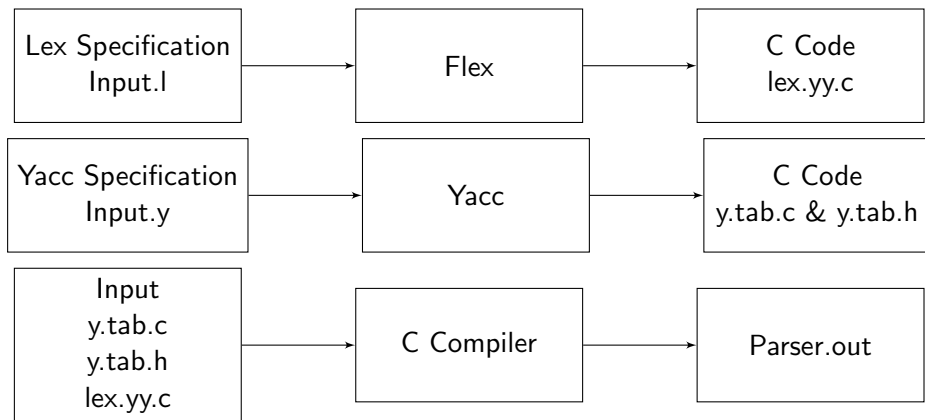 Lex Specification
Input.l
Flex
C Code
lex.yy.c
Yacc Specification
Input.y
Yacc
C Code
y.tab.c & y.tab.h
Input
y.tab.c
y.tab.h
lex.yy.c
C Compiler
Parser.out